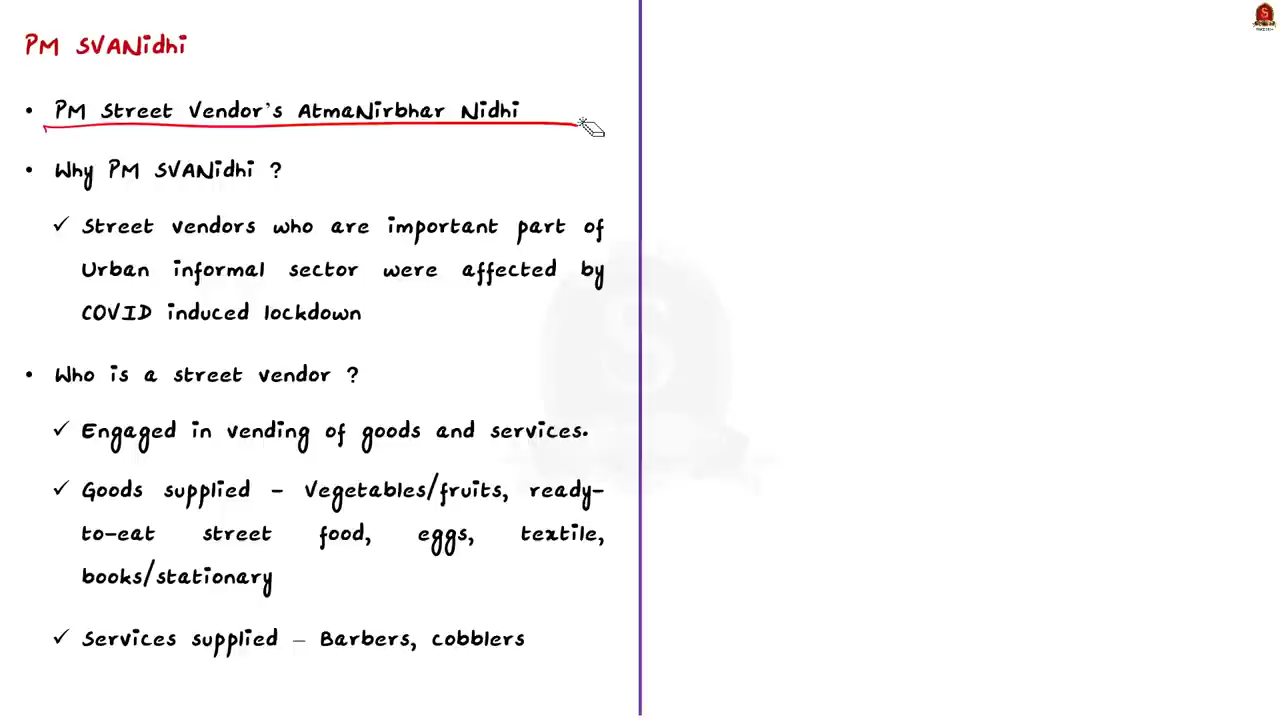 PM SVANidhi
• PM Street Vendor's AtmaNirbhar Nidhi
• Why PM SVANidhi ?
✓ Street vendors who are important part of
Urban informal sector were affected by
COVID induced lockdown
• Who is a street vendor ?
✓ Engaged in vending of goods and services.
✓ Goods supplied - Vegetables/fruits, ready-
to-eat street food, eggs, textile,
books/stationary
✓ Services supplied – Barbers, cobblers